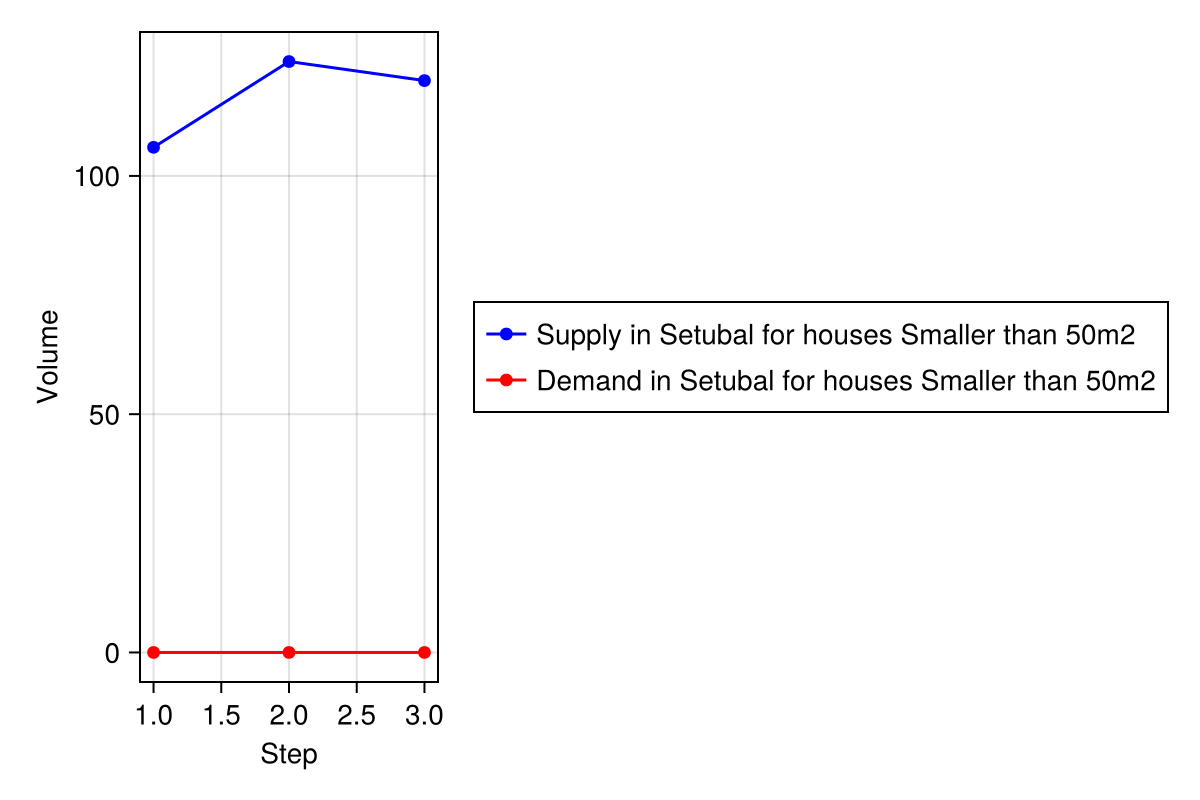 100
50
0
Volume
1.0 1.5 2.0 2.5 3.0
Step
Supply in Setubal for houses Smaller than 50m2
Demand in Setubal for houses Smaller than 50m2